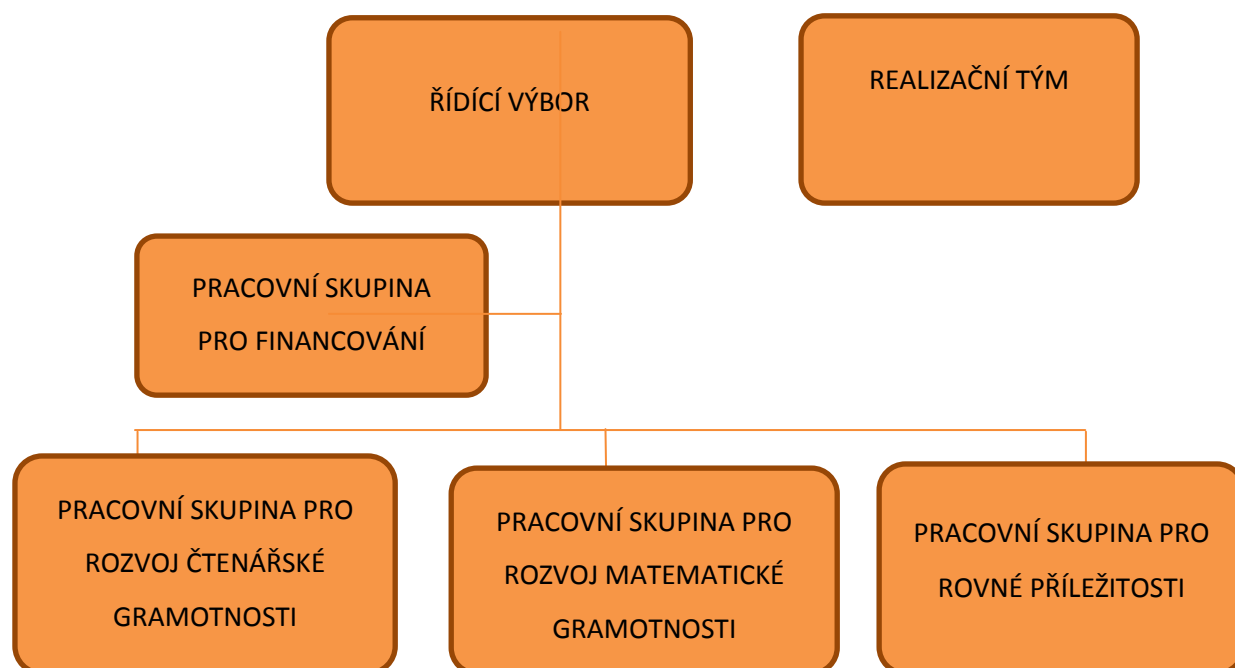 ŘÍDÍCÍ VÝBOR
REALIZAČNÍ TÝM
PRACOVNÍ SKUPINA
PRO FINANCOVÁNÍ
PRACOVNÍ SKUPINA PRO
ROZVOJ ČTENÁŘSKÉ
GRAMOTNOSTI
PRACOVNÍ SKUPINA PRO
ROZVOJ MATEMATICKÉ
GRAMOTNOSTI
PRACOVNÍ SKUPINA PRO
ROVNÉ PŘÍLEŽITOSTI